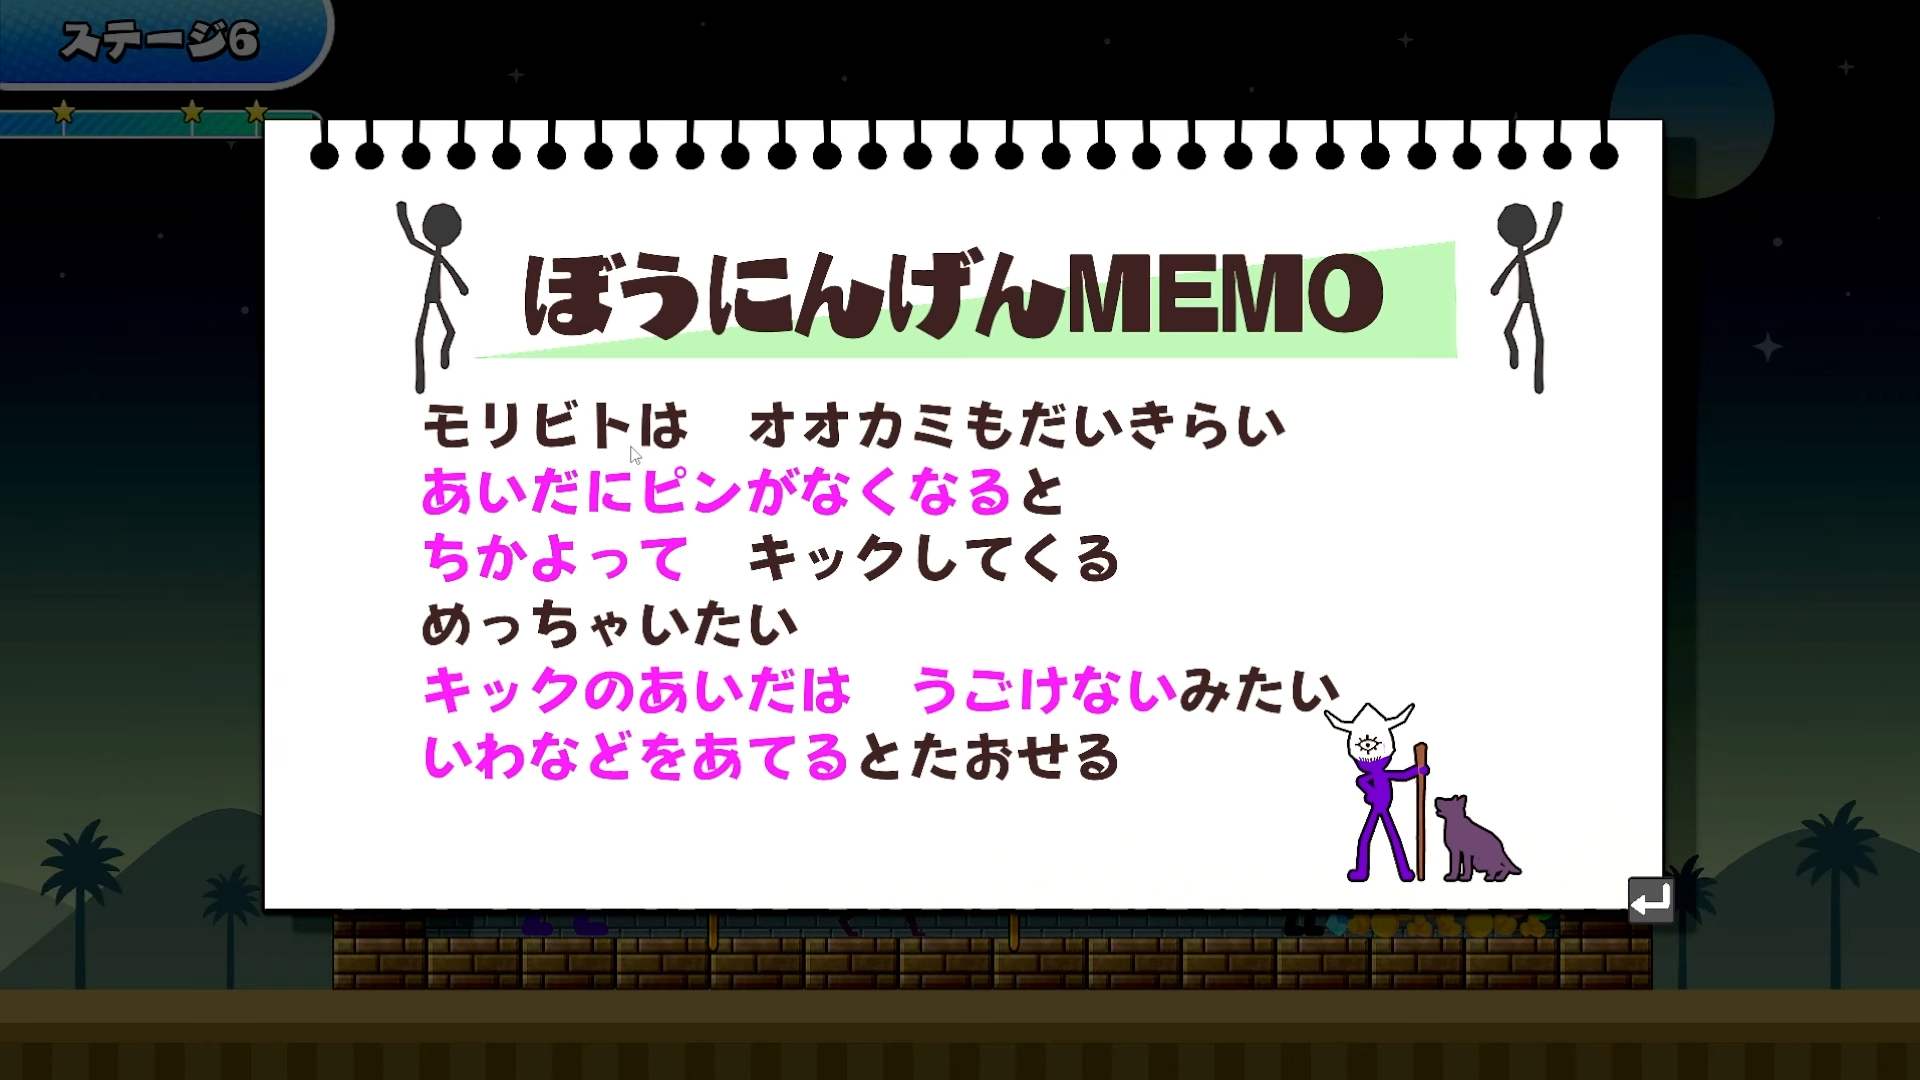 ステージ6
ぼうにんげんMEMO
モリビトは　オオカミもだいきらい
あいだにピンがなくなると
ちかよって　キックしてくる
めっちゃいたい
キックのあいだは　うごけないみたい
いわなどをあてるとたおせる